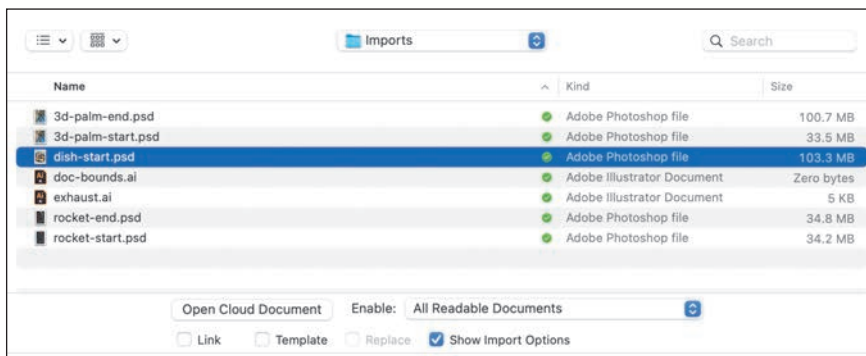 Imports
Search
Name Kind Size
3d-palm-end.psd Adobe Photoshop file 100.7 MB
3d-palm-start.psd Adobe Photoshop file 33.5 MB
dish-start.psd Adobe Photoshop file 103.3 MB
Ai doc-bounds.ai Adobe Illustrator Document Zero bytes
Ai exhaust.ai Adobe Illustrator Document 5 KB
rocket-end.psd Adobe Photoshop file 34.8 MB
rocket-start.psd Adobe Photoshop file 34.2 MB
Open Cloud Document Enable: All Readable Documents
Link Template Replace Show Import Options